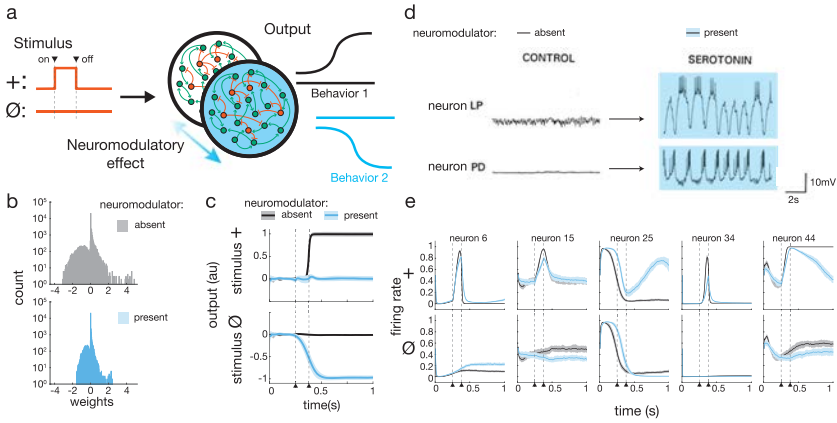 a
Stimulus
on
off
+:
Ø:
Neuromodulatory
effect
Output
Behavior 1
Behavior 2
b
neuromodulator:
absent
10⁵
10⁴
10³
10²
10¹
10⁰
-4 -2 0 2 4
count
present
10⁵
10⁴
10³
10²
10¹
10⁰
-4 -2 0 2 4
weights
c
neuromodulator:
absent
present
output (au)
stimulus +
1
0.5
0
stimulus Ø
0
-0.5
-1
0 0.5 1
time(s)
d
neuromodulator:
absent
present
CONTROL
SEROTONIN
neuron LP
neuron PD
10mV
2s
e
neuron 6
neuron 15
neuron 25
neuron 34
neuron 44
firing rate
+
1
0.8
0.6
0.4
0.2
0
Ø
1
0.8
0.6
0.4
0.2
0
0 0.5 1
0 0.5 1
0 0.5 1
0 0.5 1
0 0.5 1
time (s)